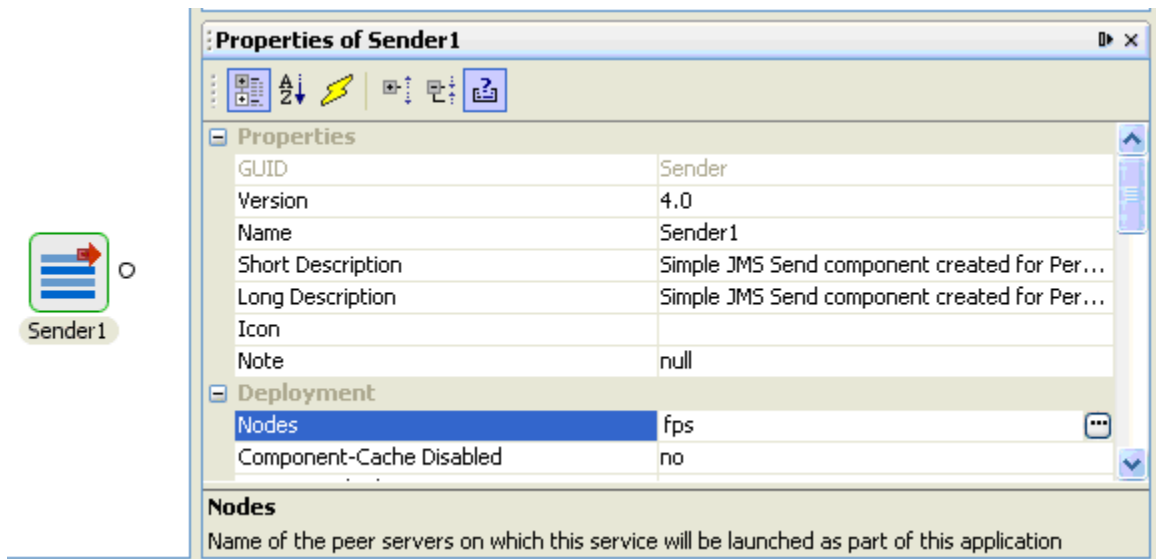 Properties of Sender1
Properties
GUID Sender
Version 4.0
Name Sender1
Short Description Simple JMS Send component created for Per...
Long Description Simple JMS Send component created for Per...
Icon
Note null
Deployment
Nodes fps
Component-Cache Disabled no
Nodes
Name of the peer servers on which this service will be launched as part of this application
Sender1